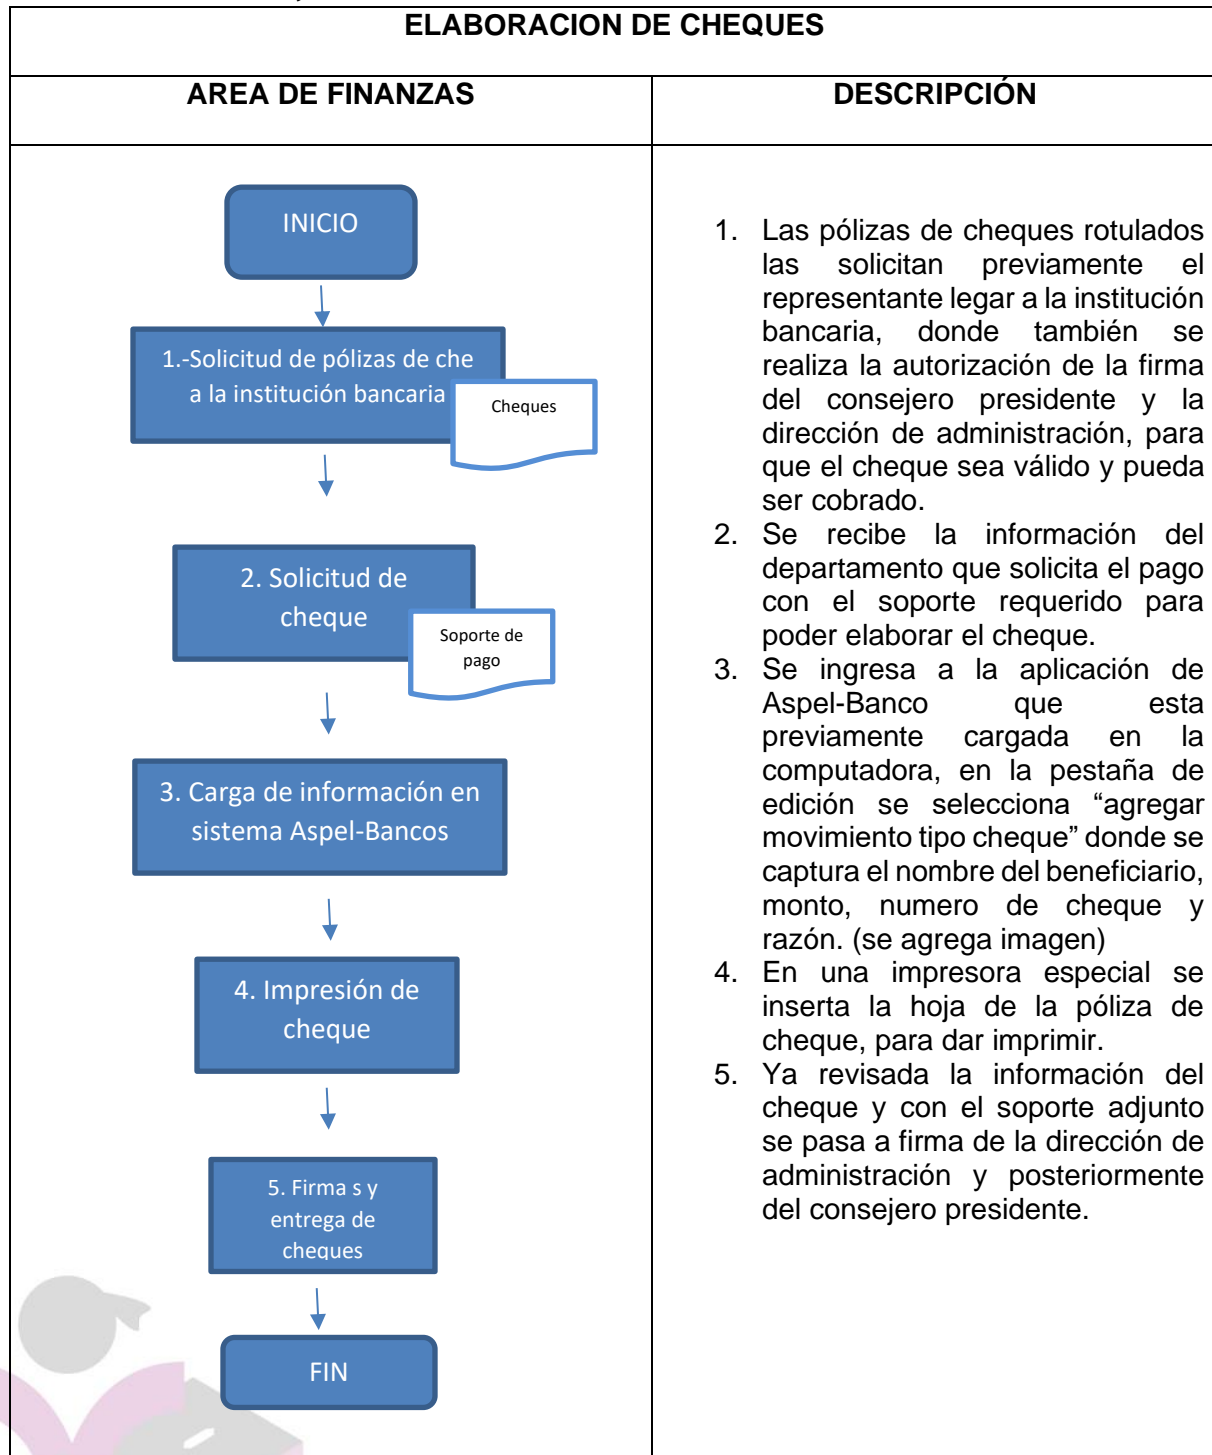 ELABORACION DE CHEQUES
AREA DE FINANZAS
DESCRIPCIÓN
INICIO
1.-Solicitud de pólizas de che
a la institución bancaria
Cheques
2. Solicitud de
cheque
Soporte de
pago
3. Carga de información en
sistema Aspel-Bancos
4. Impresión de
cheque
5. Firma s y
entrega de
cheques
FIN
1. Las pólizas de cheques rotulados
las solicitan previamente el
representante legar a la institución
bancaria, donde también se
realiza la autorización de la firma
del consejero presidente y la
dirección de administración, para
que el cheque sea válido y pueda
ser cobrado.
2. Se recibe la información del
departamento que solicita el pago
con el soporte requerido para
poder elaborar el cheque.
3. Se ingresa a la aplicación de
Aspel-Banco que esta
previamente cargada en la
computadora, en la pestaña de
edición se selecciona “agregar
movimiento tipo cheque” donde se
captura el nombre del beneficiario,
monto, numero de cheque y
razón. (se agrega imagen)
4. En una impresora especial se
inserta la hoja de la póliza de
cheque, para dar imprimir.
5. Ya revisada la información del
cheque y con el soporte adjunto
se pasa a firma de la dirección de
administración y posteriormente
del consejero presidente.